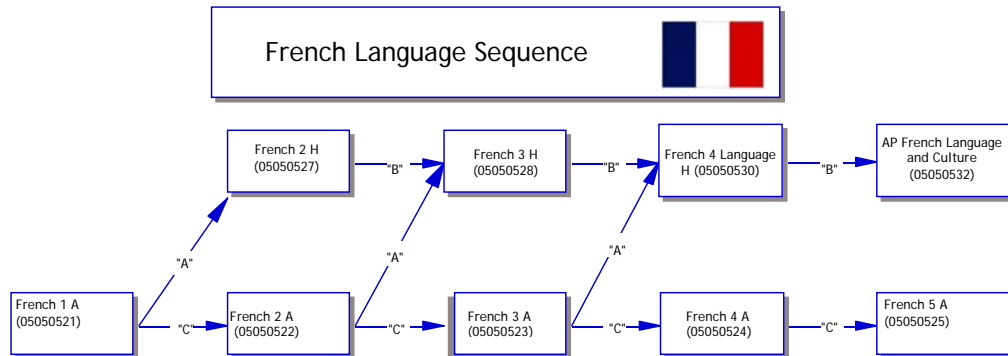 French Language Sequence
French 2 H
(05050527)
"B"
French 3 H
(05050528)
"B"
French 4 Language
H (05050530)
"B"
AP French Language
and Culture
(05050532)
"A"
"A"
"A"
French 1 A
(05050521)
"C"
French 2 A
(05050522)
"C"
French 3 A
(05050523)
"C"
French 4 A
(05050524)
"C"
French 5 A
(05050525)